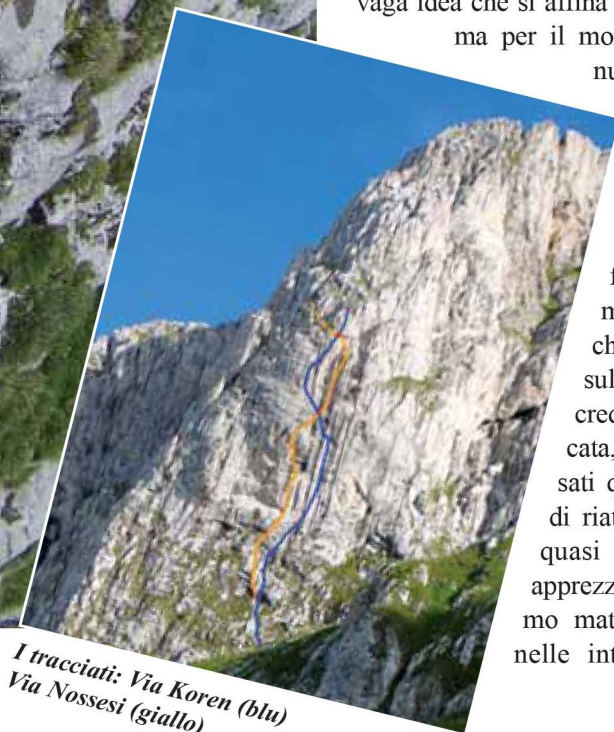 vaga idea che si affina
ma per il mo
nu
f
m
ch
sul
cred
cata,
sati
di riat
quasi
apprezz
mo mat
nelle int
I tracciati: Via Koren (blu)
Via Nossesi (giallo)